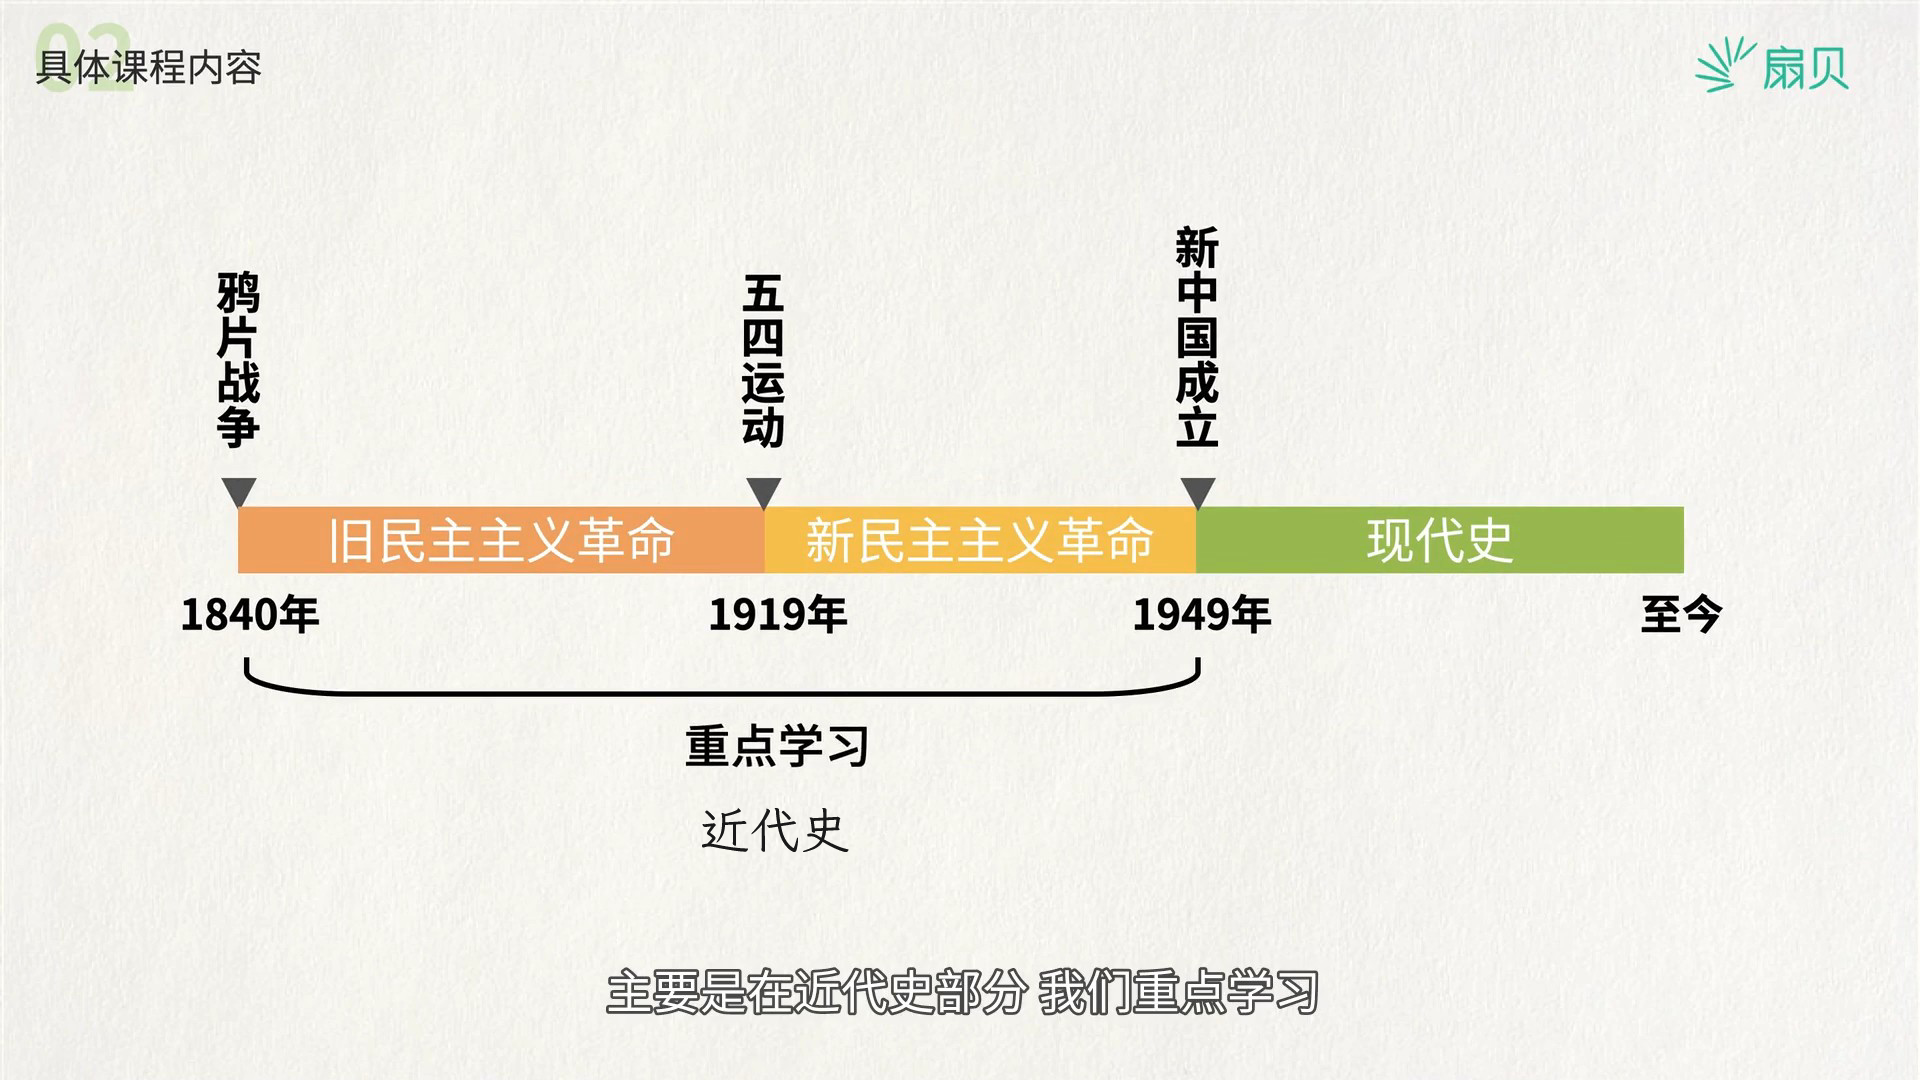 02
具体课程内容
扇贝
鸦片战争
五四运动
新中国成立
旧民主主义革命
新民主主义革命
现代史
1840年
1919年
1949年
至今
重点学习
近代史
主要是在近代史部分 我们重点学习